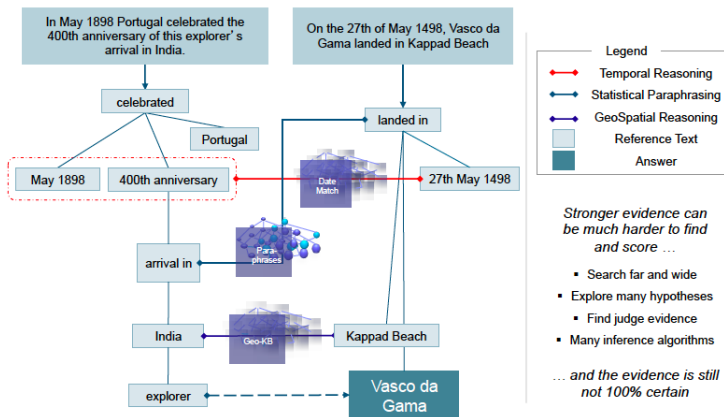 In May 1898 Portugal celebrated the
400th anniversary of this explorer's
arrival in India.
On the 27th of May 1498, Vasco da
Gama landed in Kappad Beach
celebrated
Portugal
May 1898
400th anniversary
arrival in
India
explorer
landed in
27th May 1498
Kappad Beach
Vasco da
Gama
Date
Match
Para-
phrases
Geo-KB
Legend
Temporal Reasoning
Statistical Paraphrasing
GeoSpatial Reasoning
Reference Text
Answer
Stronger evidence can
be much harder to find
and score …
▪ Search far and wide
▪ Explore many hypotheses
▪ Find judge evidence
▪ Many inference algorithms
… and the evidence is still
not 100% certain